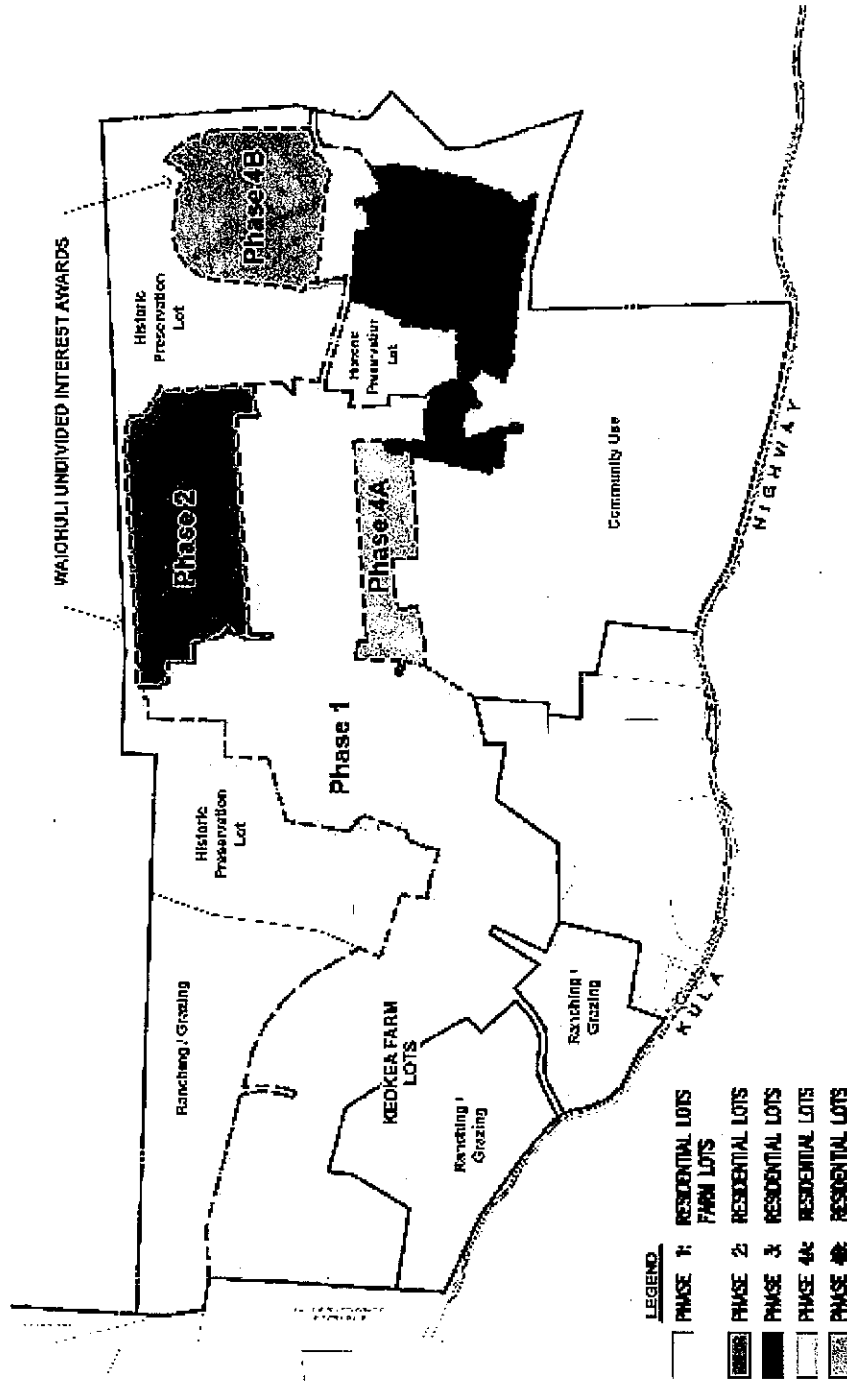 WAIOHULI UNDIVIDED INTEREST AWARDS
Historic
Preservation
Lot
Phase 4B
Phase 2
Historic
Preservation
Lot
Phase 4A
Community Use
Phase 1
Historic
Preservation
Lot
Ranching / Grazing
KEOKEA FARM
LOTS
Ranching /
Grazing
Ranching /
Grazing
KULA HIGHWAY
LEGEND
PHASE 1: RESIDENTIAL LOTS
FARM LOTS
PHASE 2: RESIDENTIAL LOTS
PHASE 3: RESIDENTIAL LOTS
PHASE 4A: RESIDENTIAL LOTS
PHASE 4B: RESIDENTIAL LOTS